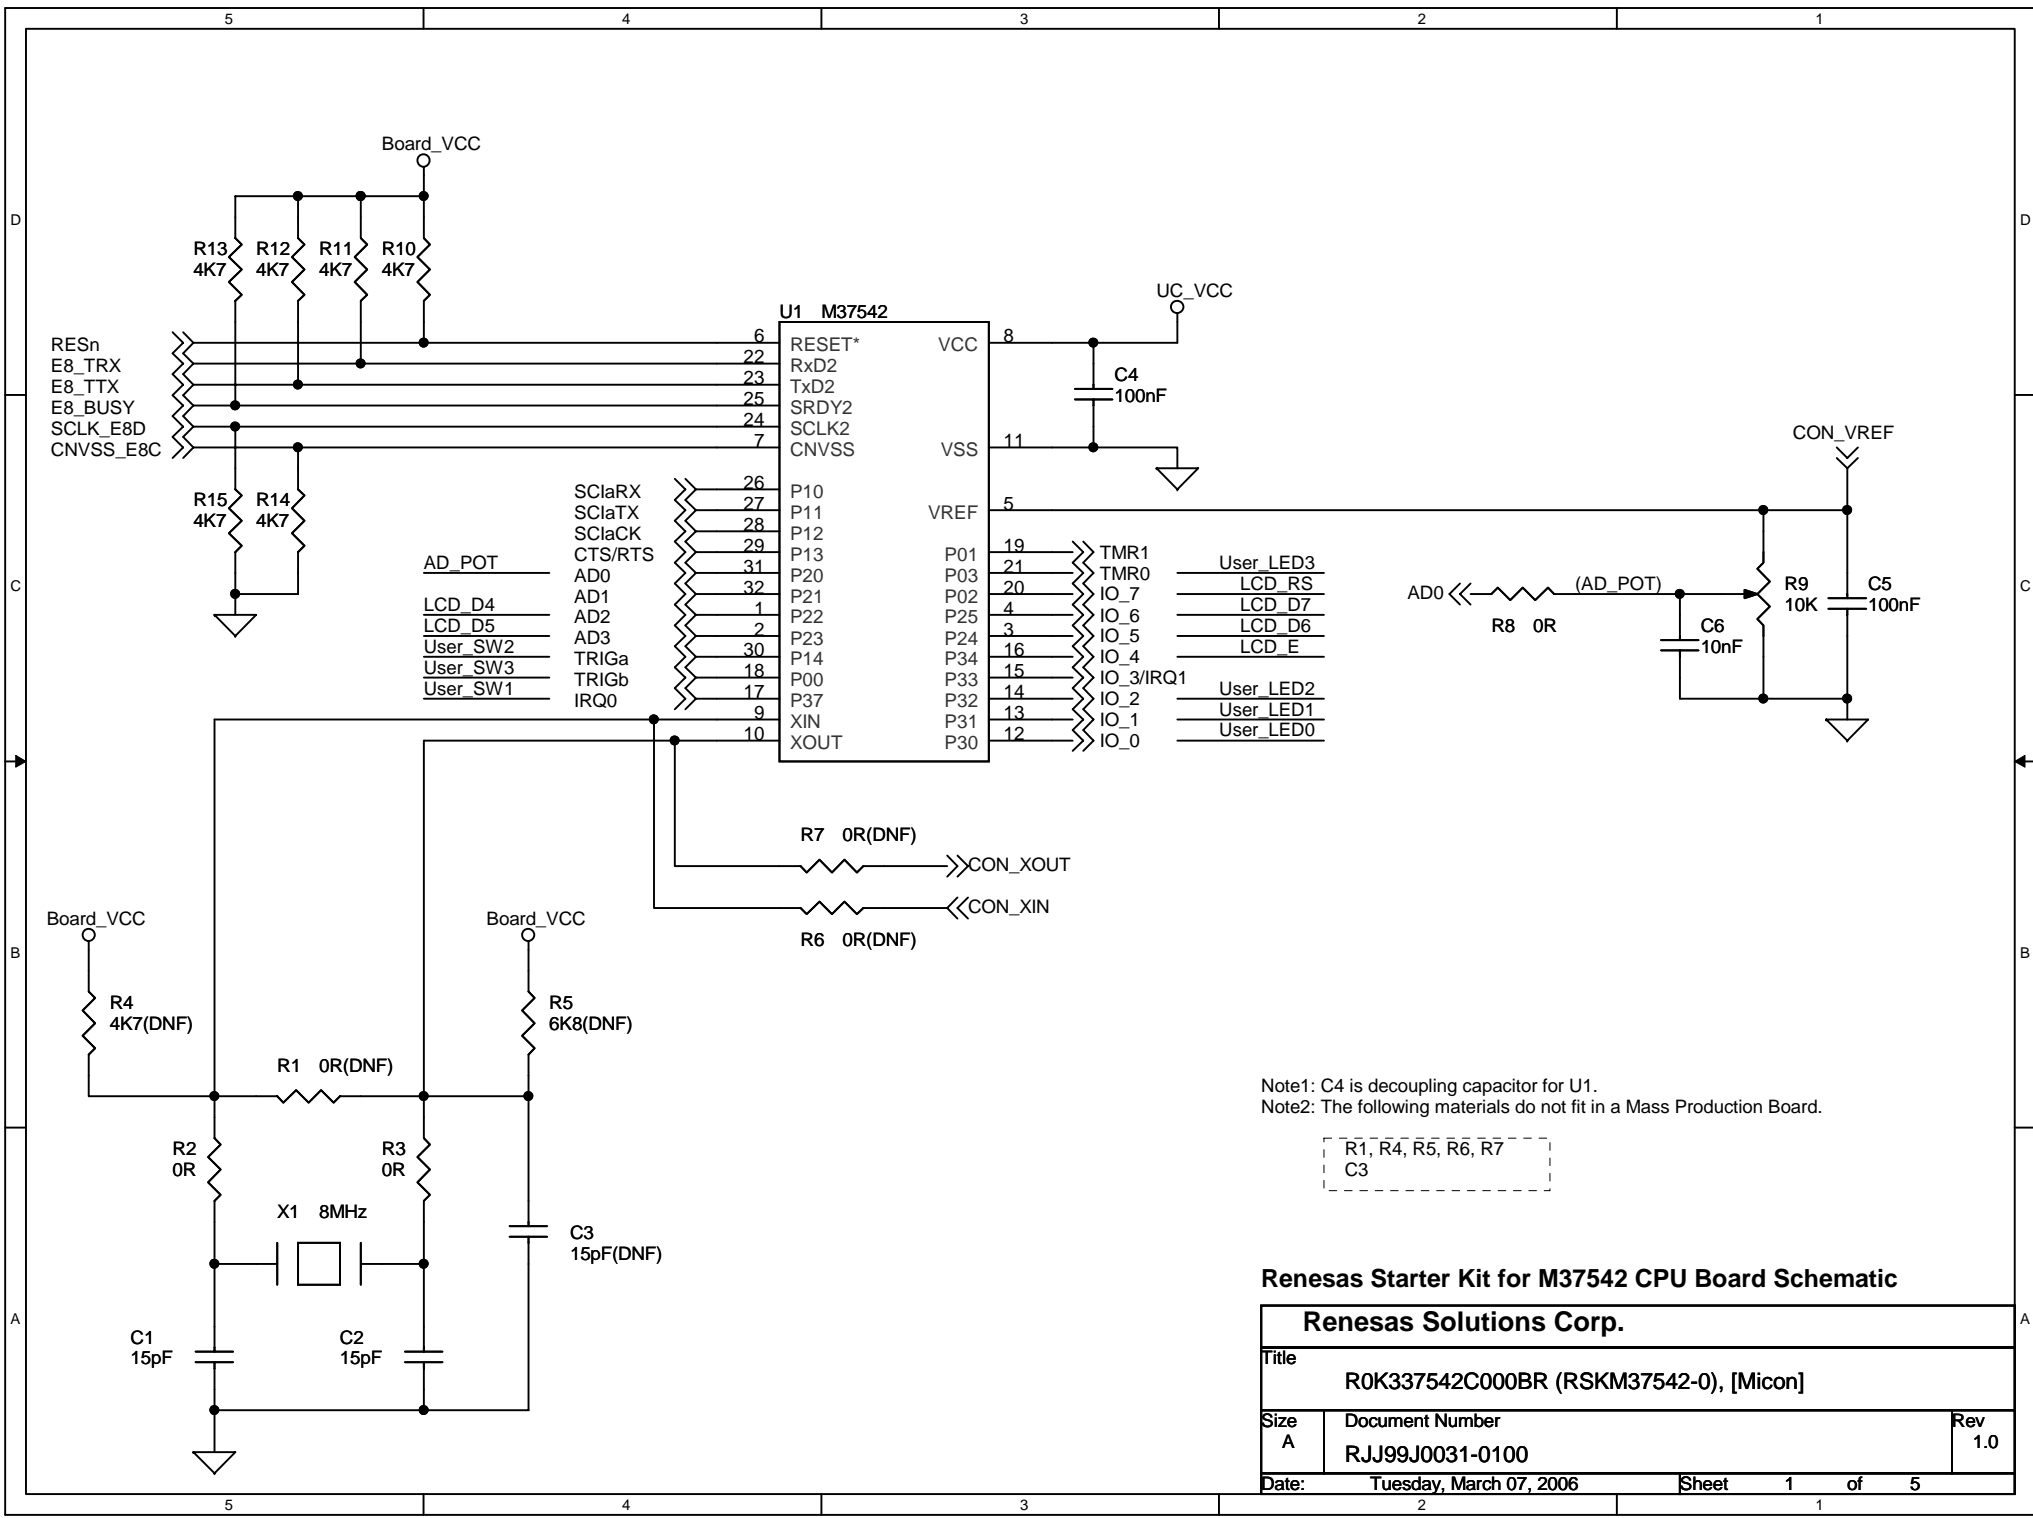 5 4 3 2 1
D
D
C
C
B
B
A
A
Board_VCC
R13 R12 R11 R10
4K7 4K7 4K7 4K7
RESn
E8_TRX
E8_TTX
E8_BUSY
SCLK_E8D
CNVSS_E8C
R15 R14
4K7 4K7
U1 M37542
6 RESET*
22 RxD2
23 TxD2
25 SRDY2
24 SCLK2
7 CNVSS
SCIaRX 26 P10
SCIaTX 27 P11
SCIaCK 28 P12
CTS/RTS 29 P13
AD_POT AD0 31 P20
AD1 32 P21
LCD_D4 AD2 1 P22
LCD_D5 AD3 2 P23
User_SW2 TRIGa 30 P14
User_SW3 TRIGb 18 P00
User_SW1 IRQ0 17 P37
9 XIN
10 XOUT
VCC 8
VSS 11
VREF 5
P01 19 TMR1
P03 21 TMR0 User_LED3
P02 20 IO_7 LCD_RS
P25 4 IO_6 LCD_D7
P24 3 IO_5 LCD_D6
P34 16 IO_4 LCD_E
P33 15 IO_3/IRQ1
P32 14 IO_2 User_LED2
P31 13 IO_1 User_LED1
P30 12 IO_0 User_LED0
UC_VCC
C4
100nF
CON_VREF
AD0
R8 0R
(AD_POT)
R9
10K
C5
100nF
C6
10nF
R7 0R(DNF)
CON_XOUT
CON_XIN
R6 0R(DNF)
Board_VCC
Board_VCC
R4
4K7(DNF)
R5
6K8(DNF)
R1 0R(DNF)
R2
0R
R3
0R
X1 8MHz
C3
15pF(DNF)
C1
15pF
C2
15pF
Note1: C4 is decoupling capacitor for U1.
Note2: The following materials do not fit in a Mass Production Board.
R1, R4, R5, R6, R7
C3
Renesas Starter Kit for M37542 CPU Board Schematic
Renesas Solutions Corp.
Title
R0K337542C000BR (RSKM37542-0), [Micon]
Size
A
Document Number
RJJ99J0031-0100
Rev
1.0
Date: Tuesday, March 07, 2006 Sheet 1 of 5
5 4 3 2 1